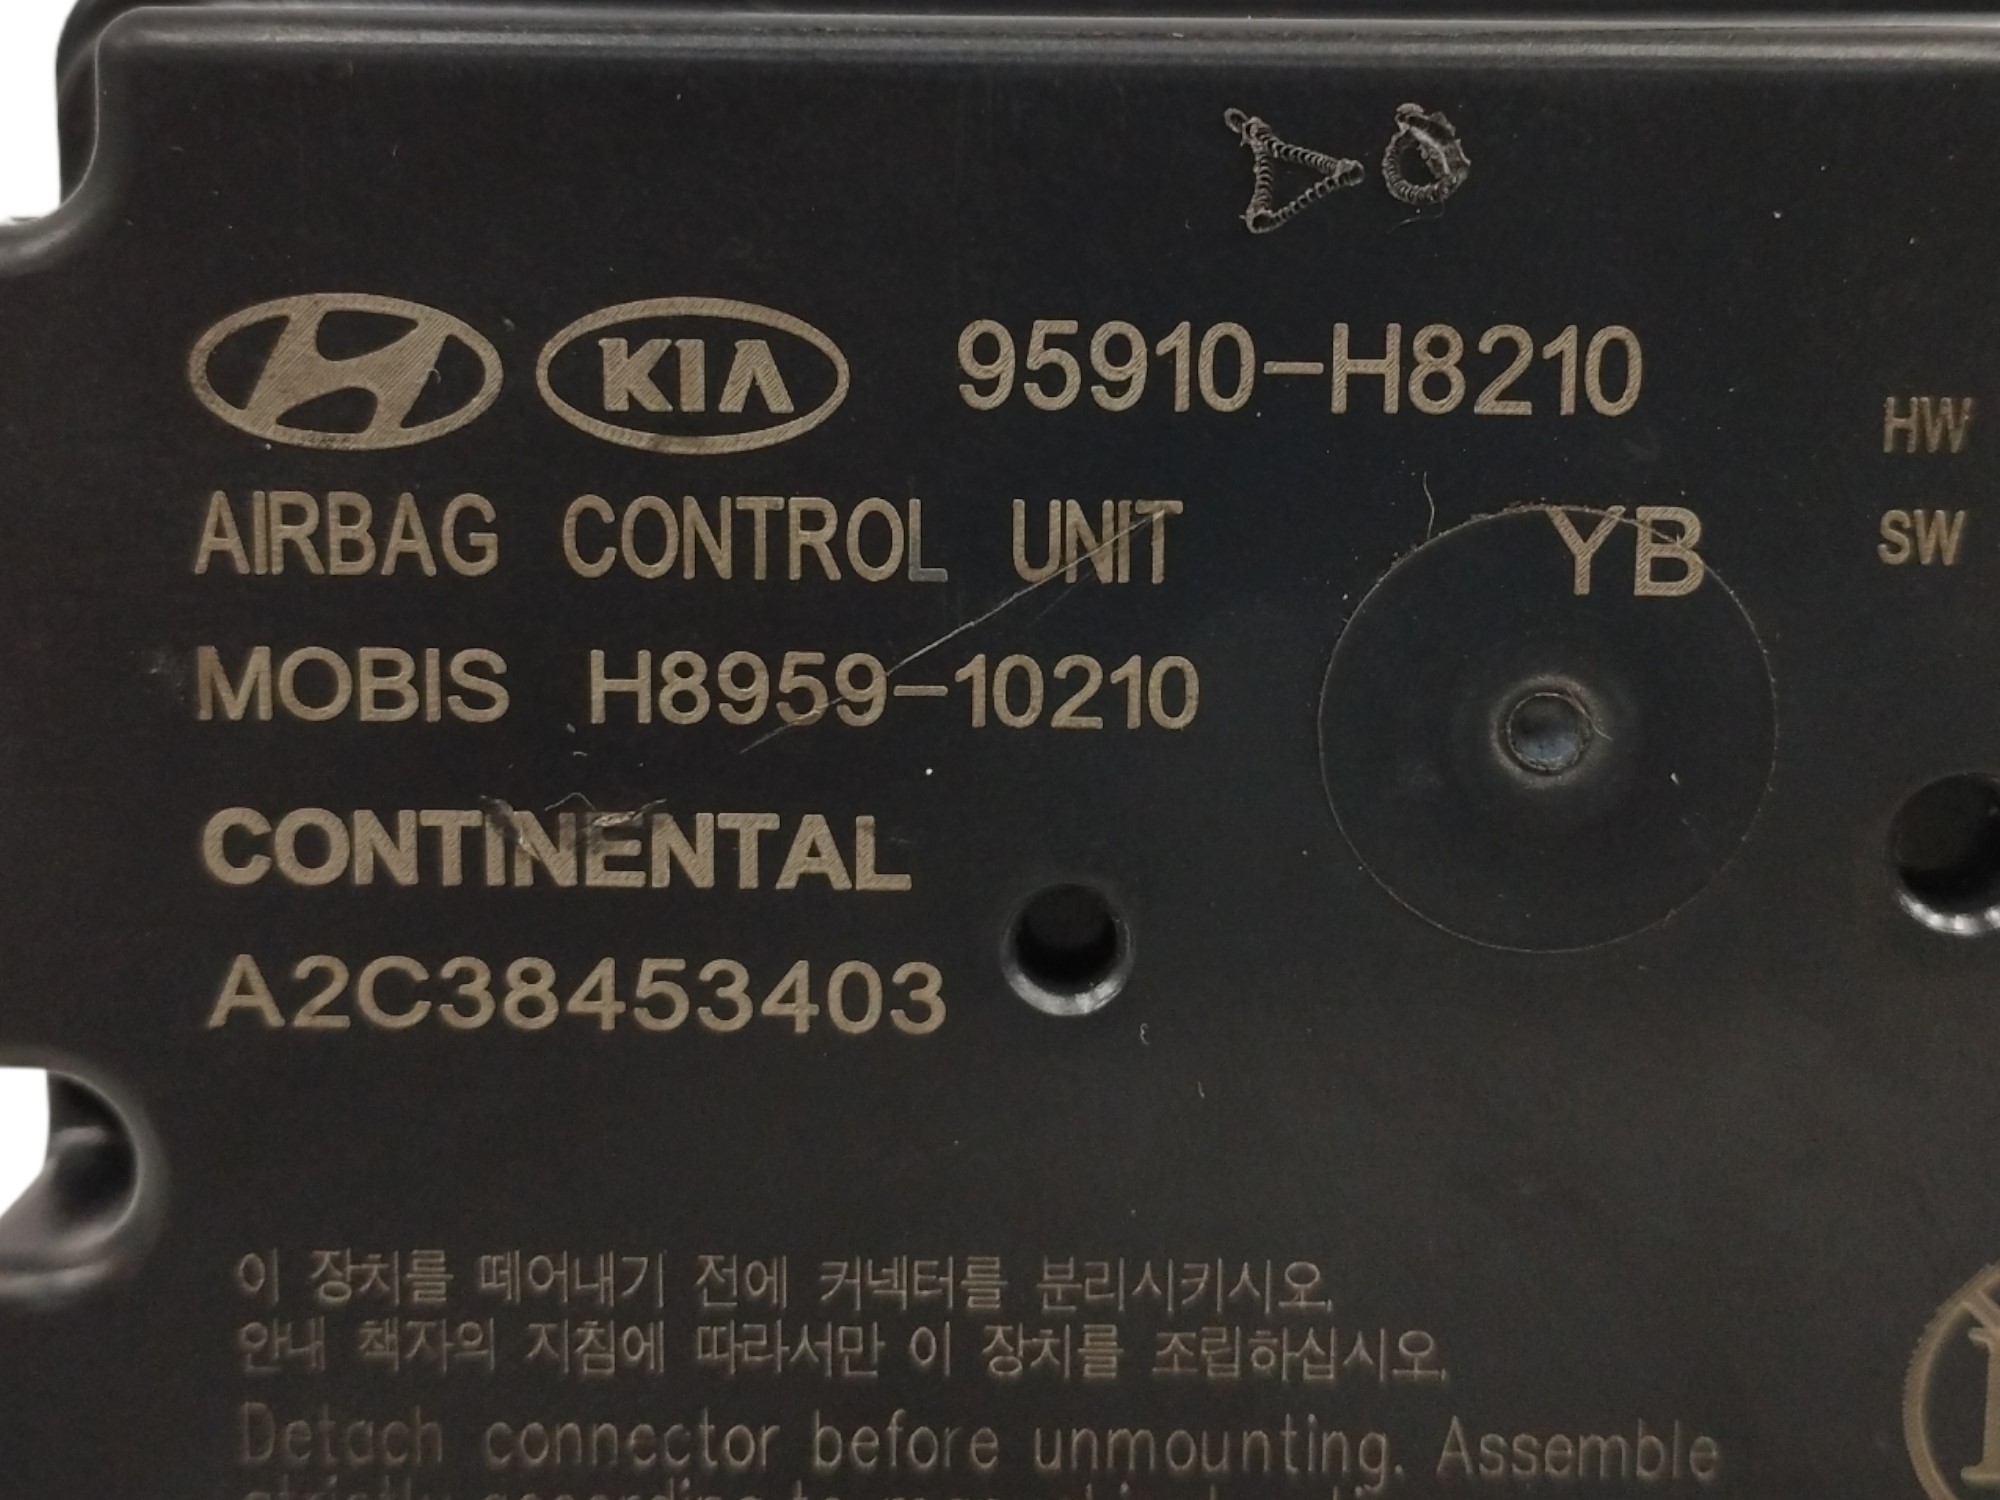 KIA 95910-H8210
HW
AIRBAG CONTROL UNIT YB
SW
MOBIS H8959-10210
CONTINENTAL
A2C38453403
이 장치를 떼어내기 전에 커넥터를 분리시키시오.
안내 책자의 지침에 따라서만 이 장치를 조립하십시오.
Detach connector before unmounting. Assemble
strictly according to